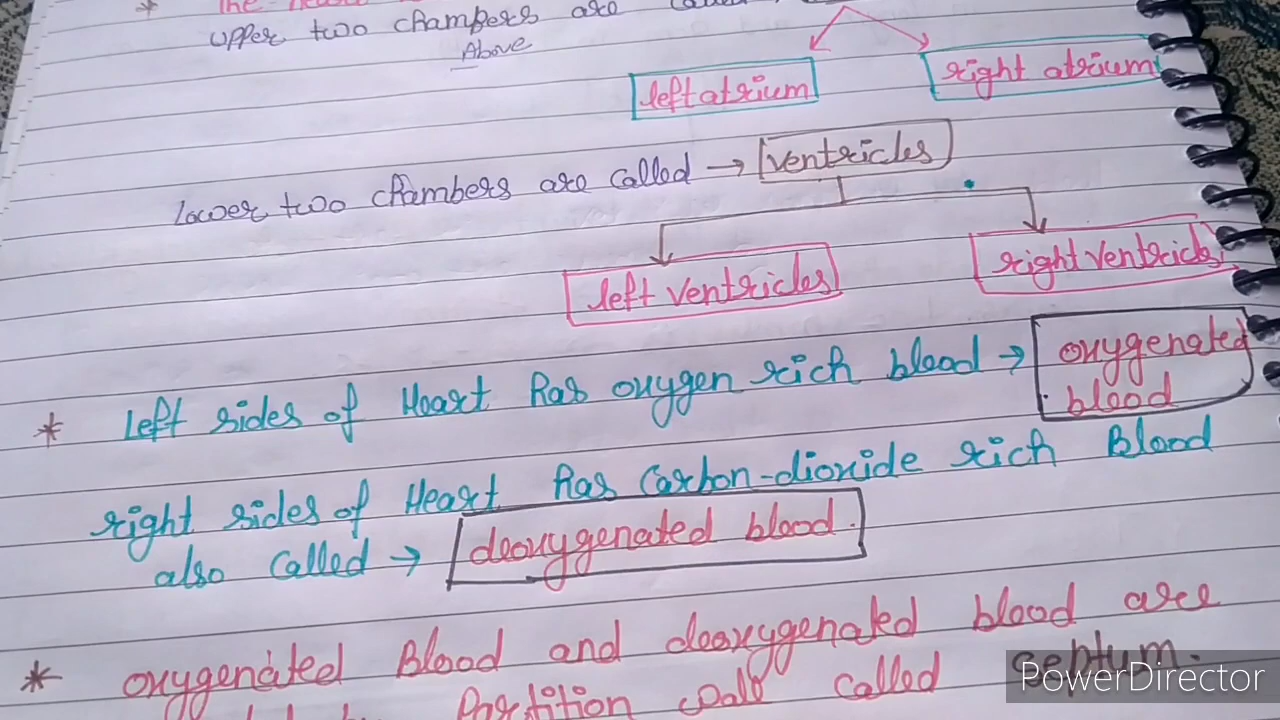 The
upper two chambers are called
Above
left atrium
right atrium
Lower two chambers are called → ventricles
left ventricles
right ventricles
* Left sides of Heart has oxygen rich blood → oxygenated
blood
right sides of Heart has Carbon-dioxide rich Blood
also called → deoxygenated blood.
* oxygenated Blood and deoxygenated blood are
Partition wall called septum.
PowerDirector